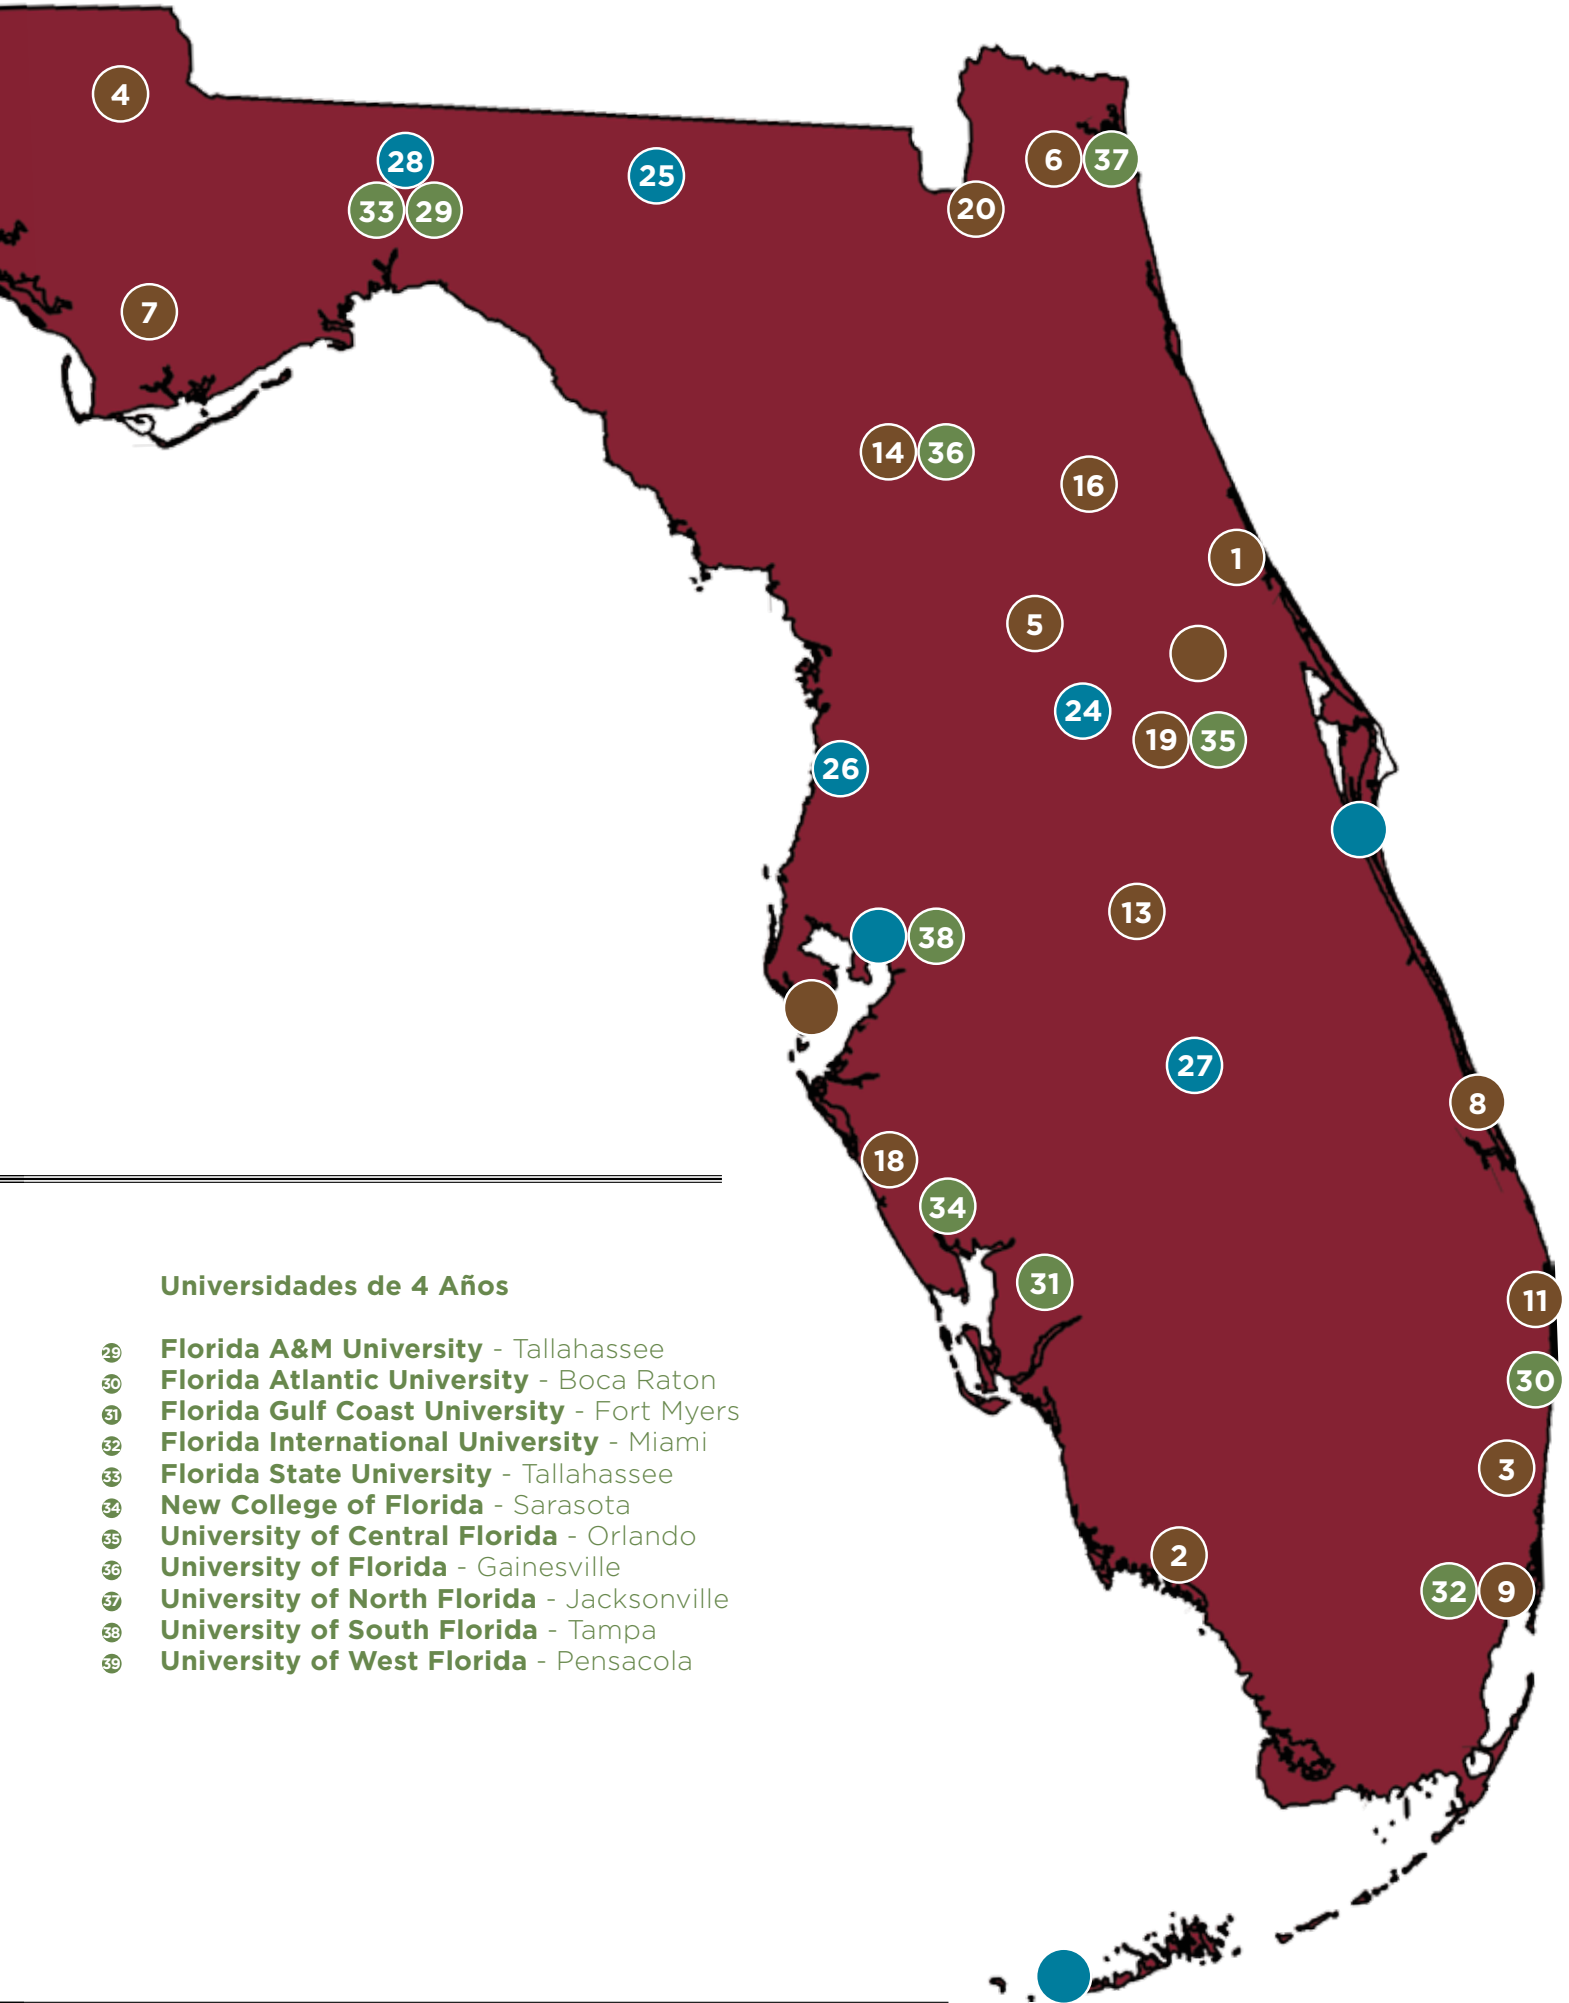 4
28
25
6 37
33 29
20
7
14 36
16
1
5
24
19 35
26
13
38
27
8
18
34
31
11
30
3
2
32 9
Universidades de 4 Años
29 Florida A&M University - Tallahassee
30 Florida Atlantic University - Boca Raton
31 Florida Gulf Coast University - Fort Myers
32 Florida International University - Miami
33 Florida State University - Tallahassee
34 New College of Florida - Sarasota
35 University of Central Florida - Orlando
36 University of Florida - Gainesville
37 University of North Florida - Jacksonville
38 University of South Florida - Tampa
39 University of West Florida - Pensacola